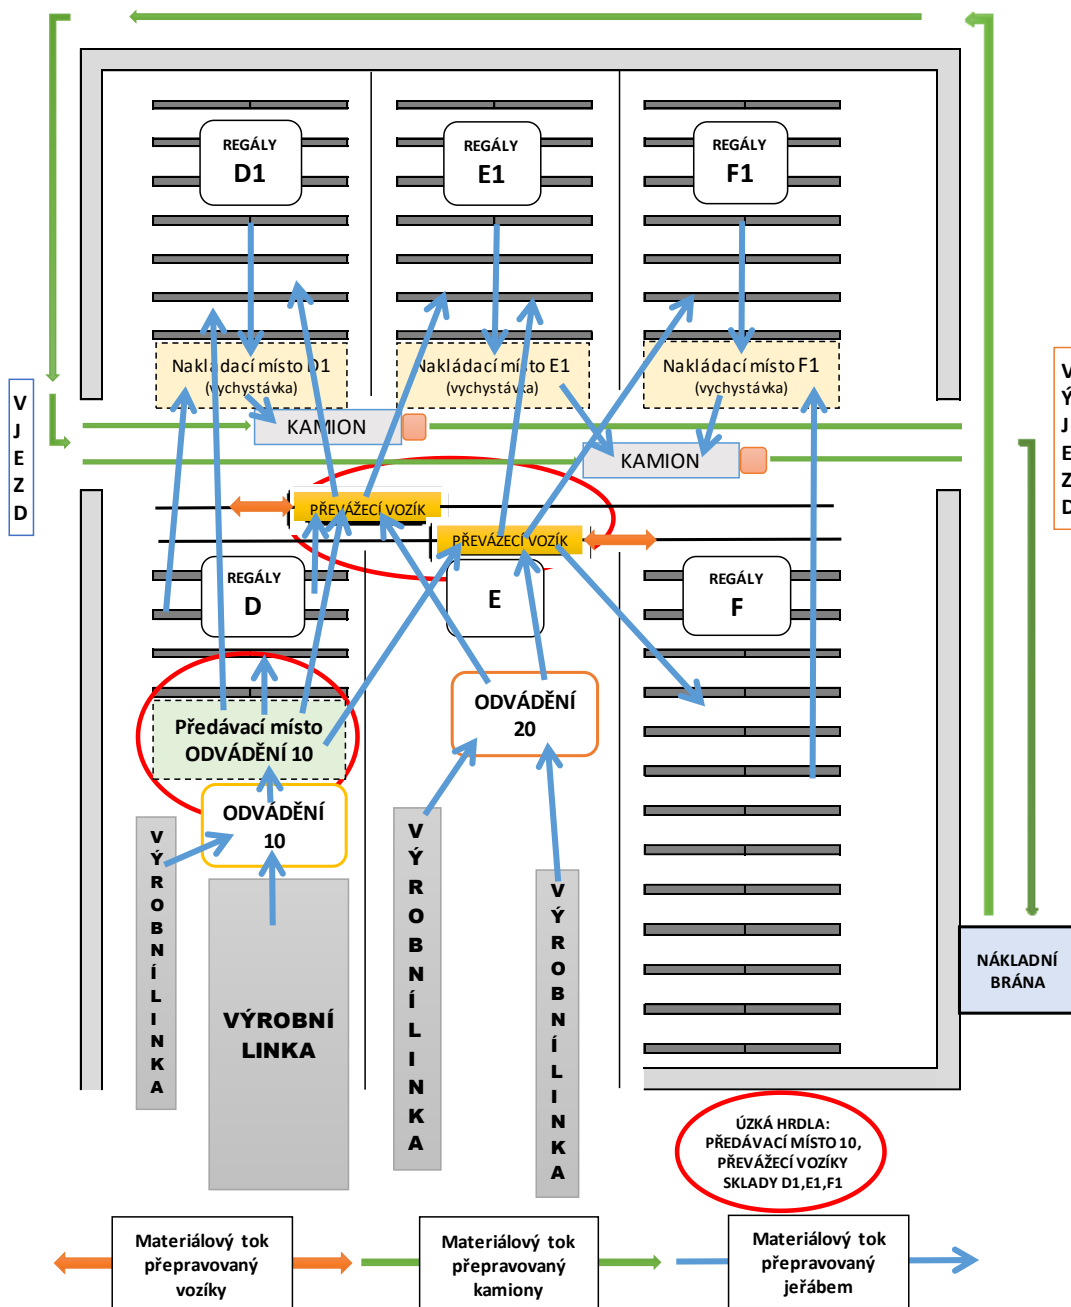 REGÁLY
D1
REGÁLY
E1
REGÁLY
F1
Nakládací místo D1
(vychystávka)
Nakládací místo E1
(vychystávka)
Nakládací místo F1
(vychystávka)
VJEZD
VÝJEZD
KAMION
KAMION
PŘEVÁŽECÍ VOZÍK
PŘEVÁZECÍ VOZÍK
REGÁLY
D
E
REGÁLY
F
Předávací místo
ODVÁDĚNÍ 10
ODVÁDĚNÍ
20
ODVÁDĚNÍ
10
VÝROBNÍ LINKA
VÝROBNÍ
LINKA
VÝROBNÍ LINKA
VÝROBNÍ LINKA
NÁKLADNÍ
BRÁNA
ÚZKÁ HRDLA:
PŘEDÁVACÍ MÍSTO 10,
PŘEVÁŽECÍ VOZÍKY
SKLADY D1,E1,F1
Materiálový tok
přepravovaný
vozíky
Materiálový tok
přepravovaný
kamiony
Materiálový tok
přepravovaný
jeřábem